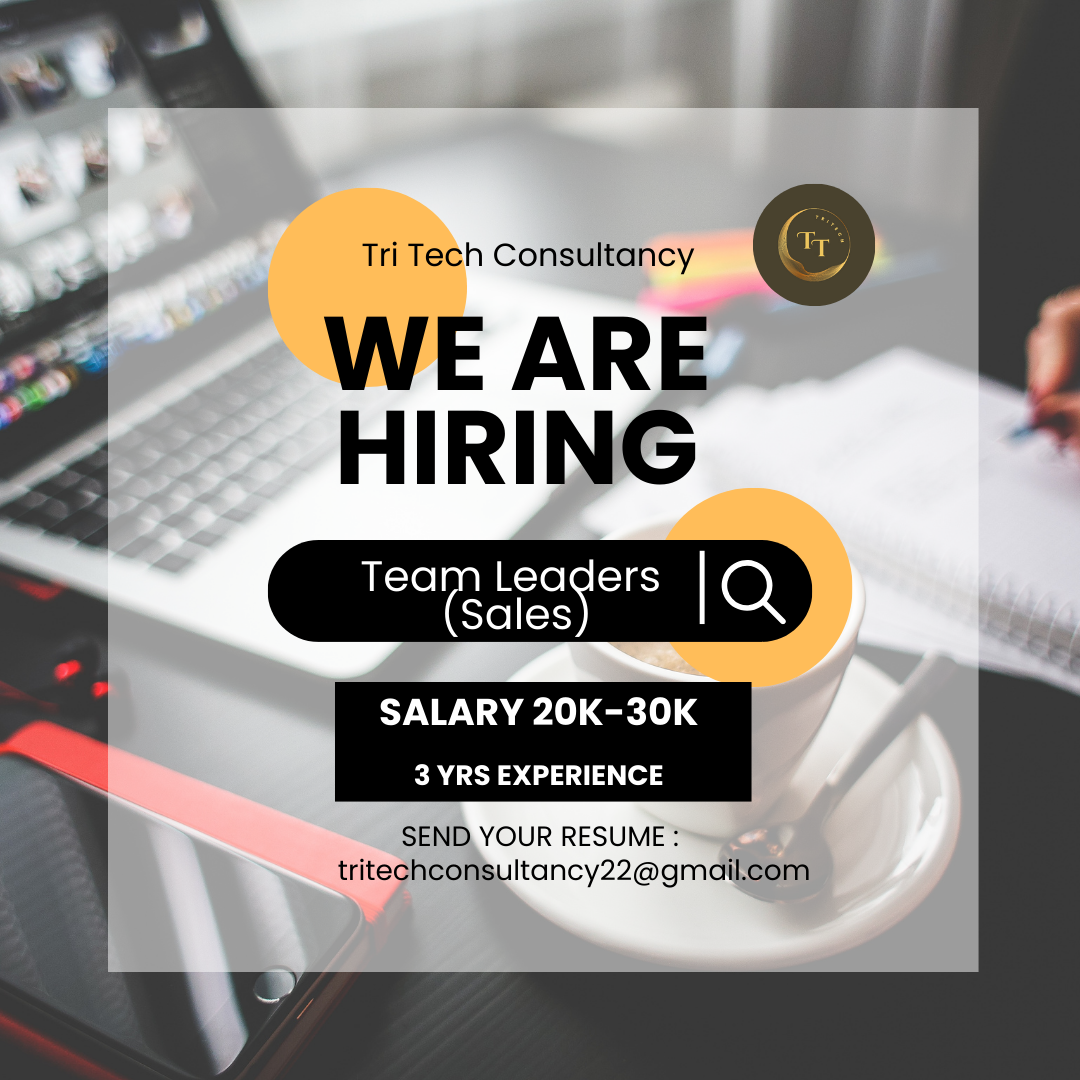 Tri Tech Consultancy
TRITECH
TT
WE ARE
HIRING
Team Leaders
(Sales)
SALARY 20K-30K
3 YRS EXPERIENCE
SEND YOUR RESUME :
tritechconsultancy22@gmail.com